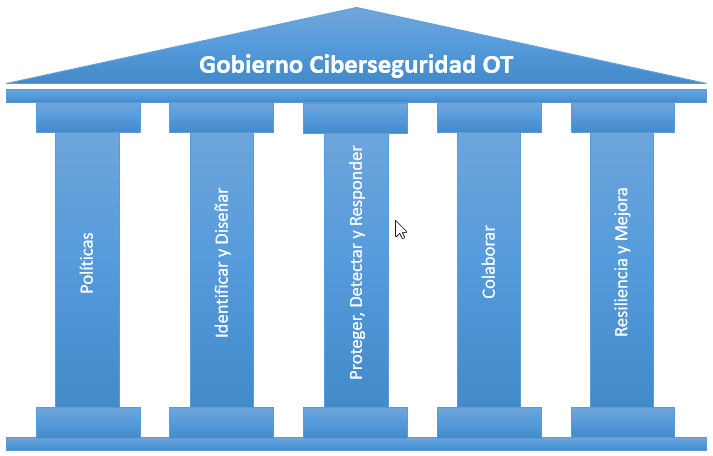 Gobierno Ciberseguridad OT
Políticas
Identificar y Diseñar
Proteger, Detectar y Responder
Colaborar
Resiliencia y Mejora